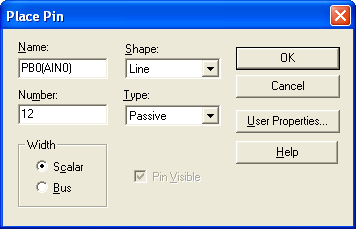 Place Pin
Name:
PB0(AIN0)
Shape:
Line
OK
Cancel
Number:
12
Type:
Passive
User Properties...
Width
Scalar
Bus
Pin Visible
Help